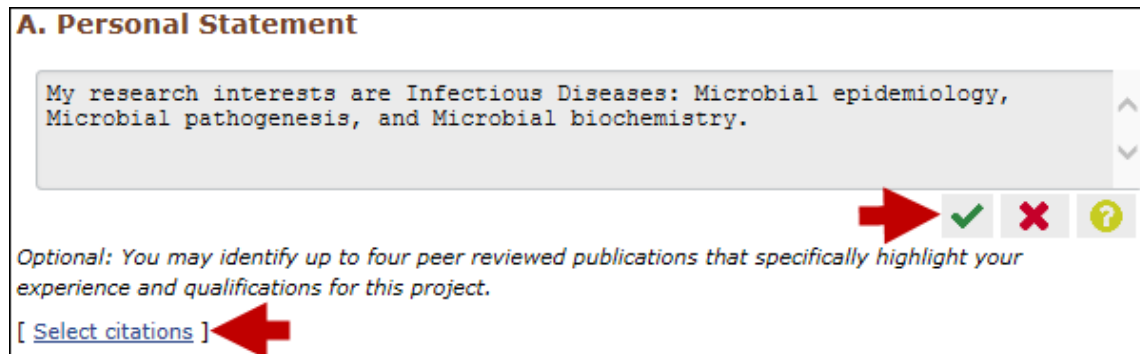 A. Personal Statement
My research interests are Infectious Diseases: Microbial epidemiology,
Microbial pathogenesis, and Microbial biochemistry.
?
Optional: You may identify up to four peer reviewed publications that specifically highlight your
experience and qualifications for this project.
[ Select citations ]